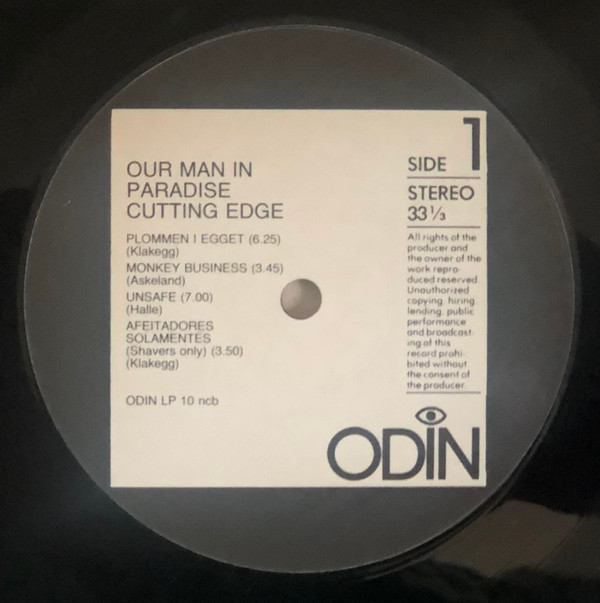 OUR MAN IN
PARADISE
CUTTING EDGE
PLOMMEN I EGGET (6.25)
(Klakegg)
MONKEY BUSINESS (3.45)
(Askeland)
UNSAFE (7.00)
(Halle)
AFEITADORES
SOLAMENTES
(Shavers only) (3.50)
(Klakegg)
ODIN LP 10 ncb
SIDE 1
STEREO
33 1/3
All rights of the
producer and
the owner of the
work repro-
duced reserved
Unauthorized
copying, hiring
lending, public
performance
and broadcast-
ing of this
record prohi-
bited without
the consent of
the producer
ODIN